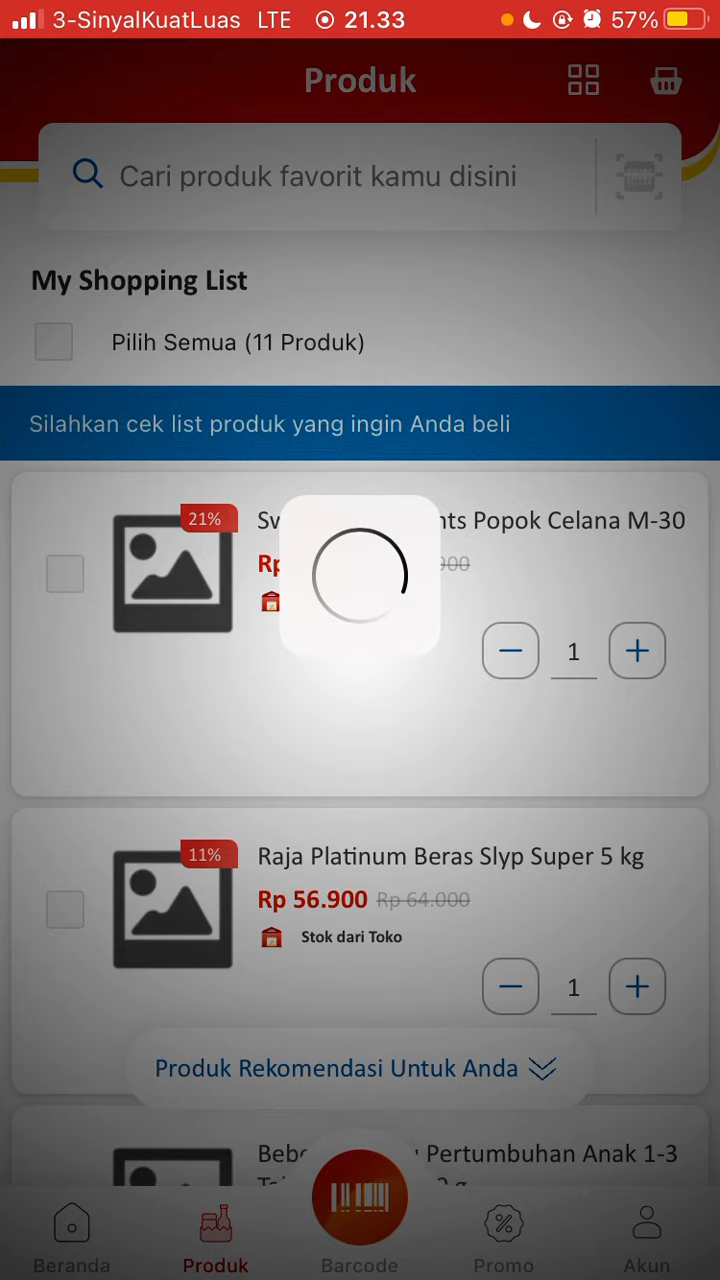 3-SinyalKuatLuas LTE 21.33 57%
Produk
Cari produk favorit kamu disini
My Shopping List
Pilih Semua (11 Produk)
Silahkan cek list produk yang ingin Anda beli
21%
Popok Celana M-30
Rp
1
11%
Raja Platinum Beras Slyp Super 5 kg
Rp 56.900 Rp 64.000
Stok dari Toko
1
Produk Rekomendasi Untuk Anda
Pertumbuhan Anak 1-3
Beranda
Produk
Barcode
Promo
Akun